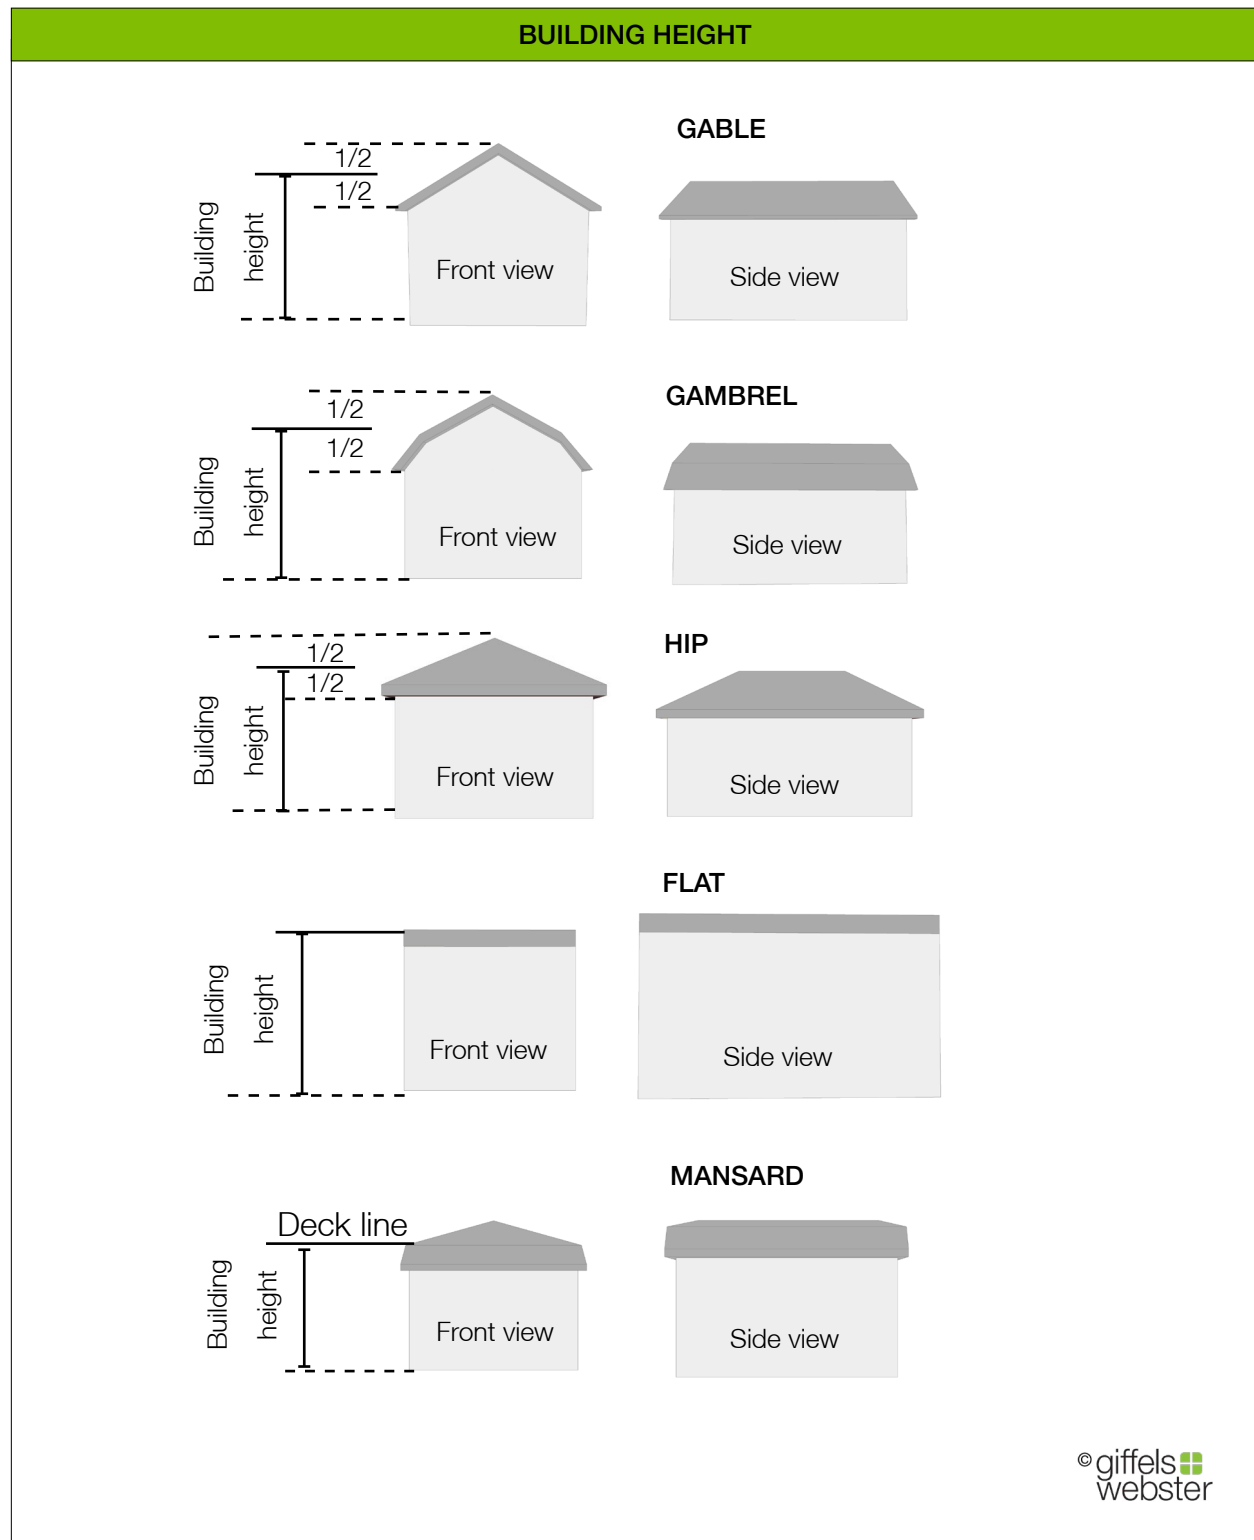 BUILDING HEIGHT
GABLE
1/2
1/2
Building
height
Front view
Side view
GAMBREL
1/2
1/2
Building
height
Front view
Side view
HIP
1/2
1/2
Building
height
Front view
Side view
FLAT
Building
height
Front view
Side view
MANSARD
Deck line
Building
height
Front view
Side view
© giffels
webster